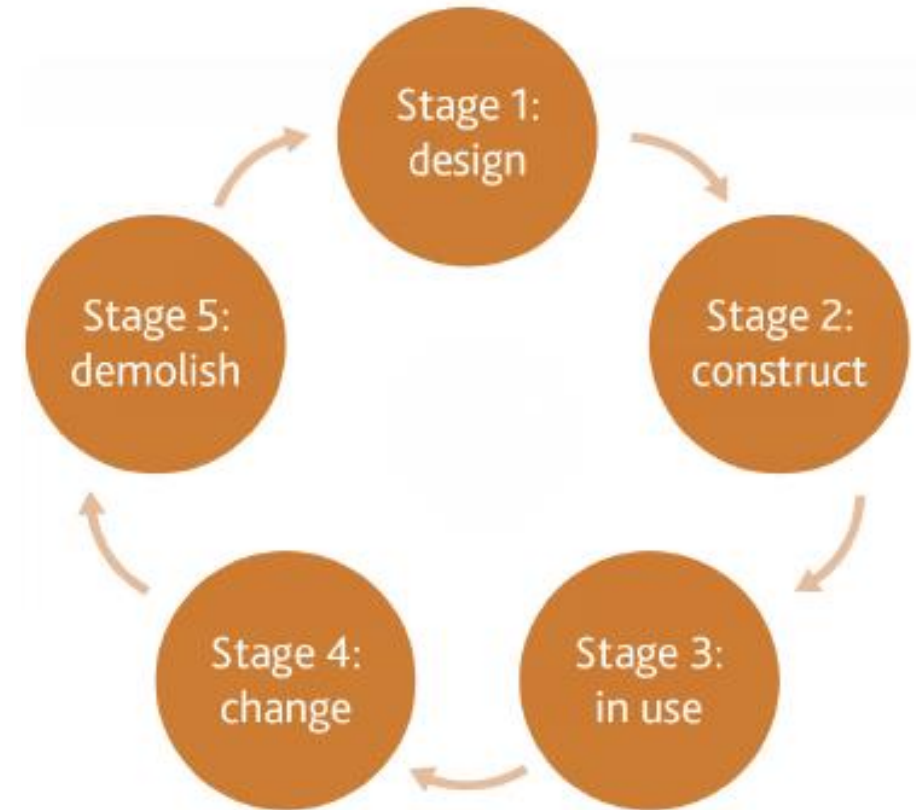 Stage 1:
design
Stage 2:
construct
Stage 3:
in use
Stage 4:
change
Stage 5:
demolish